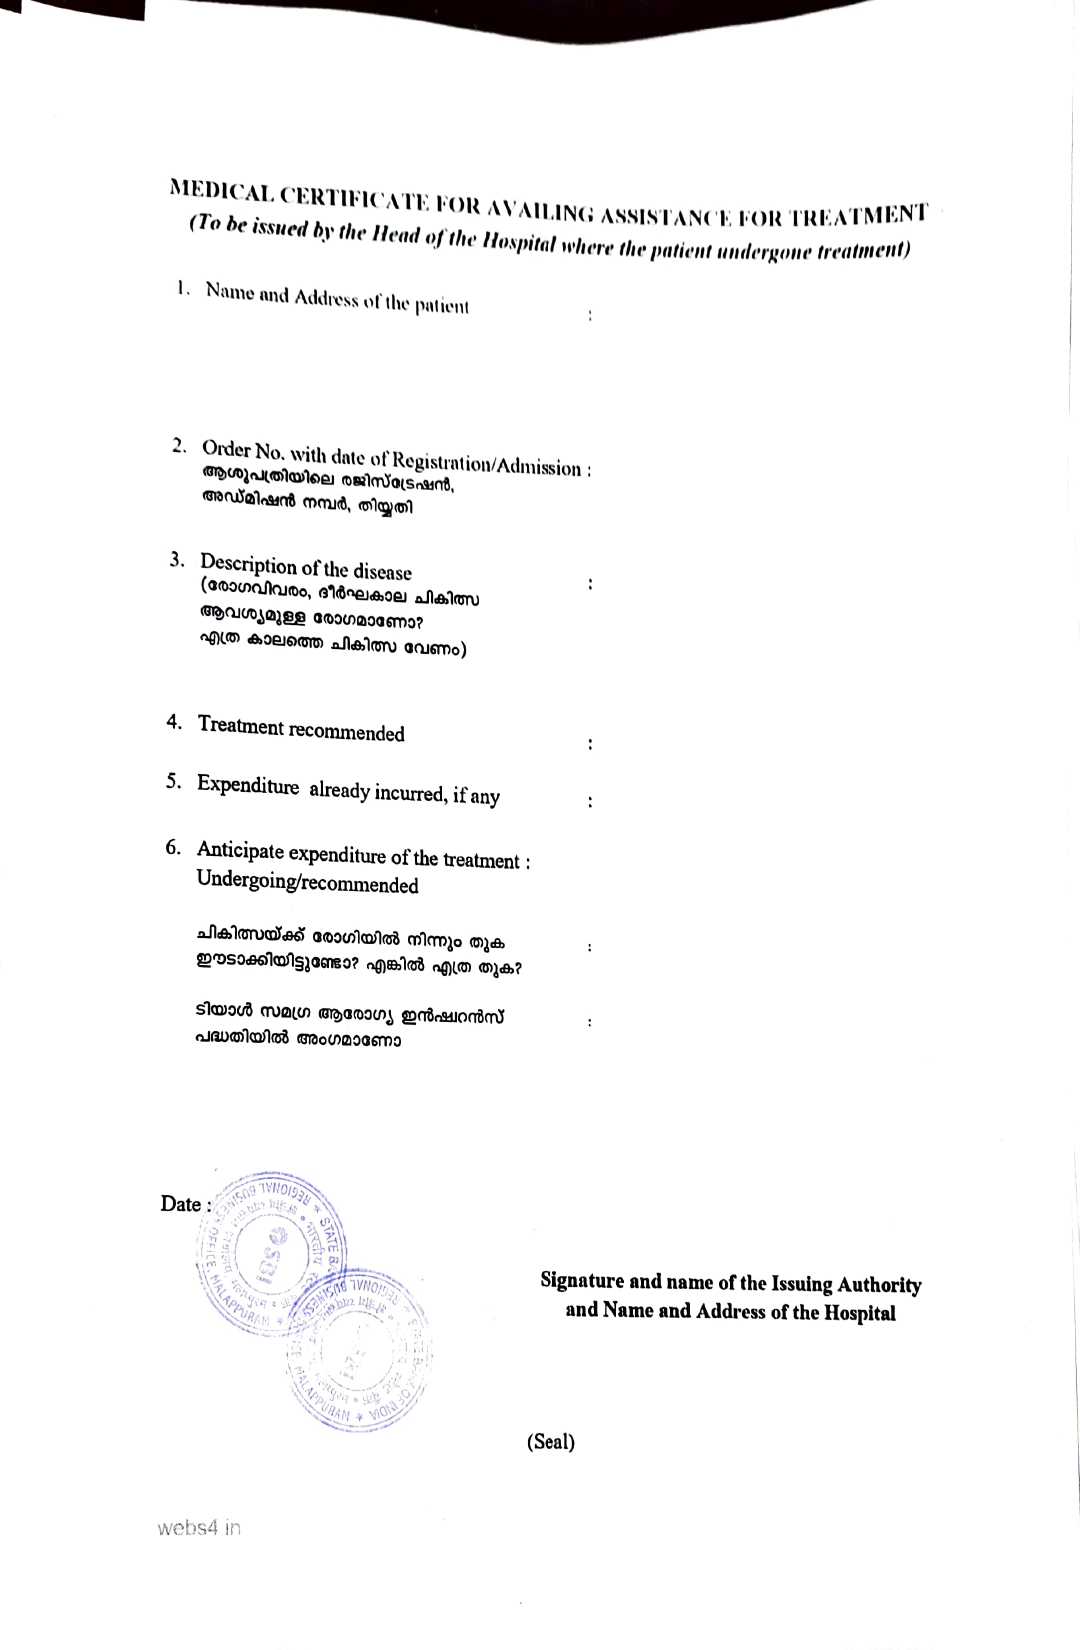 MEDICAL CERTIFICATE FOR AVAILING ASSISTANCE FOR TREATMENT
(To be issued by the Head of the Hospital where the patient undergone treatment)
1. Name and Address of the patient :
2. Order No. with date of Registration/Admission :
ആശുപത്രിയിലെ രജിസ്ട്രേഷൻ,
അഡ്മിഷൻ നമ്പർ, തിയ്യതി
3. Description of the disease :
(രോഗവിവരം, ദീർഘകാല ചികിത്സ
ആവശ്യമുള്ള രോഗമാണോ?
എത്ര കാലത്തെ ചികിത്സ വേണം)
4. Treatment recommended :
5. Expenditure already incurred, if any :
6. Anticipate expenditure of the treatment :
Undergoing/recommended
ചികിത്സയ്ക്ക് രോഗിയിൽ നിന്നും തുക :
ഈടാക്കിയിട്ടുണ്ടോ? എങ്കിൽ എത്ര തുക?
ടിയാൾ സമഗ്ര ആരോഗ്യ ഇൻഷ്വറൻസ് :
പദ്ധതിയിൽ അംഗമാണോ
Date :
REGIONAL BUSINESS OFFICE, MALAPPURAM * STATE BA
SBI
REGIONAL BUSINESS OFFICE MALAPPURAM * STATE BANK OF INDIA *
Signature and name of the Issuing Authority
and Name and Address of the Hospital
(Seal)
webs4 in